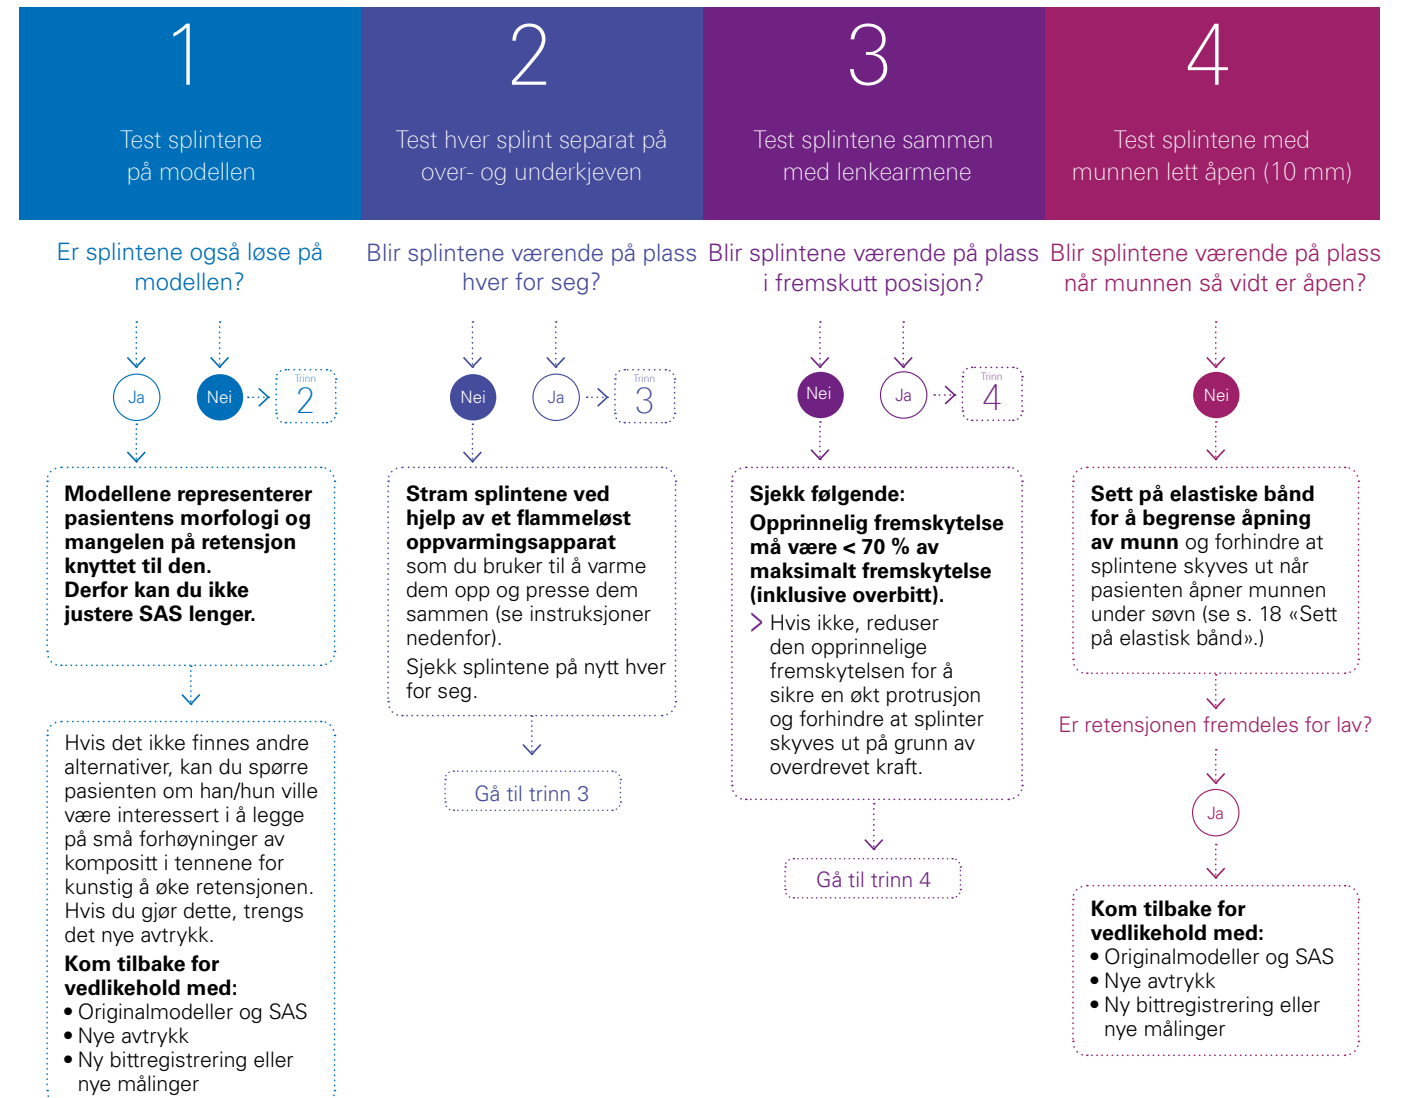 1
Test splintene
på modellen
Er splintene også løse på
modellen?
Ja
Nei
Trinn
2
Modellene representerer
pasientens morfologi og
mangelen på retensjon
knyttet til den.
Derfor kan du ikke
justere SAS lenger.
Hvis det ikke finnes andre
alternativer, kan du spørre
pasienten om han/hun ville
være interessert i å legge
på små forhøyninger av
kompositt i tennene for
kunstig å øke retensjonen.
Hvis du gjør dette, trengs
det nye avtrykk.
Kom tilbake for
vedlikehold med:
• Originalmodeller og SAS
• Nye avtrykk
• Ny bittregistrering eller
nye målinger
2
Test hver splint separat på
over- og underkjeven
Blir splintene værende på plass
hver for seg?
Nei
Ja
Trinn
3
Stram splintene ved
hjelp av et flammeløst
oppvarmingsapparat
som du bruker til å varme
dem opp og presse dem
sammen (se instruksjoner
nedenfor).
Sjekk splintene på nytt hver
for seg.
Gå til trinn 3
3
Test splintene sammen
med lenkearmene
Blir splintene værende på plass
i fremskutt posisjon?
Nei
Ja
Trinn
4
Sjekk følgende:
Opprinnelig fremskytelse
må være < 70 % av
maksimalt fremskytelse
(inklusive overbitt).
> Hvis ikke, reduser
den opprinnelige
fremskytelsen for å
sikre en økt protrusjon
og forhindre at splinter
skyves ut på grunn av
overdrevet kraft.
Gå til trinn 4
4
Test splintene med
munnen lett åpen (10 mm)
Blir splintene værende på plass
når munnen så vidt er åpen?
Nei
Sett på elastiske bånd
for å begrense åpning
av munn og forhindre at
splintene skyves ut når
pasienten åpner munnen
under søvn (se s. 18 «Sett
på elastisk bånd».)
Er retensjonen fremdeles for lav?
Ja
Kom tilbake for
vedlikehold med:
• Originalmodeller og SAS
• Nye avtrykk
• Ny bittregistrering eller
nye målinger